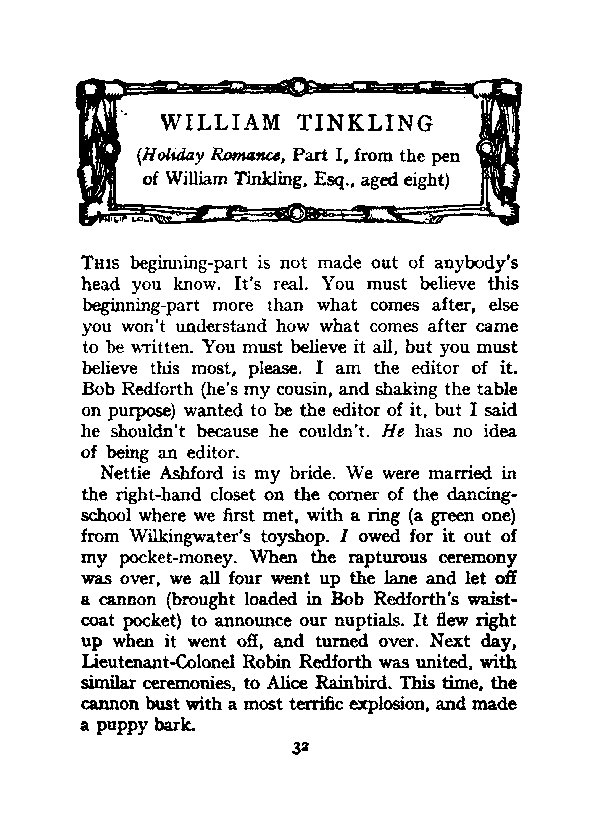 WILLIAM TINKLING
(Holiday Romance, Part I, from the pen
of William Tinkling, Esq., aged eight)
THIS beginning-part is not made out of anybody's
head you know. It's real. You must believe this
beginning-part more than what comes after, else
you won't understand how what comes after came
to be written. You must believe it all, but you must
believe this most, please. I am the editor of it.
Bob Redforth (he's my cousin, and shaking the table
on purpose) wanted to be the editor of it, but I said
he shouldn't because he couldn't. He has no idea
of being an editor.
Nettie Ashford is my bride. We were married in
the right-hand closet on the corner of the dancing-
school where we first met, with a ring (a green one)
from Wilkingwater's toyshop. I owed for it out of
my pocket-money. When the rapturous ceremony
was over, we all four went up the lane and let off
a cannon (brought loaded in Bob Redforth's waist-
coat pocket) to announce our nuptials. It flew right
up when it went off, and turned over. Next day,
Lieutenant-Colonel Robin Redforth was united, with
similar ceremonies, to Alice Rainbird. This time, the
cannon bust with a most terrific explosion, and made
a puppy bark.
32